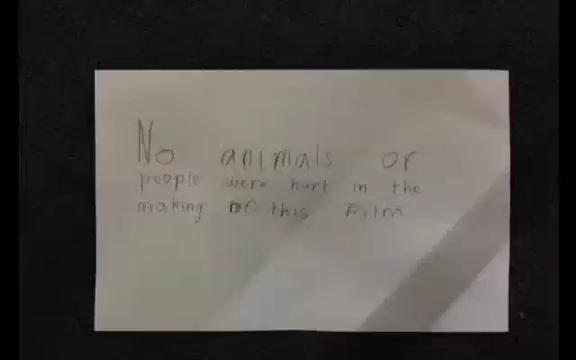 No animals or
people were hurt in the
making of this Film